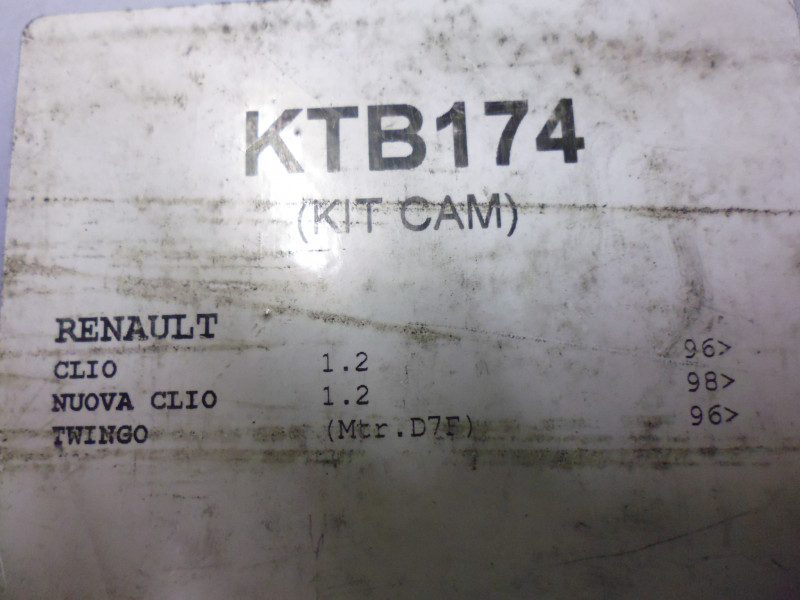 KTB174
(KIT CAM)
RENAULT
CLIO 1.2 96>
NUOVA CLIO 1.2 98>
TWINGO (Mtr.D7F) 96>